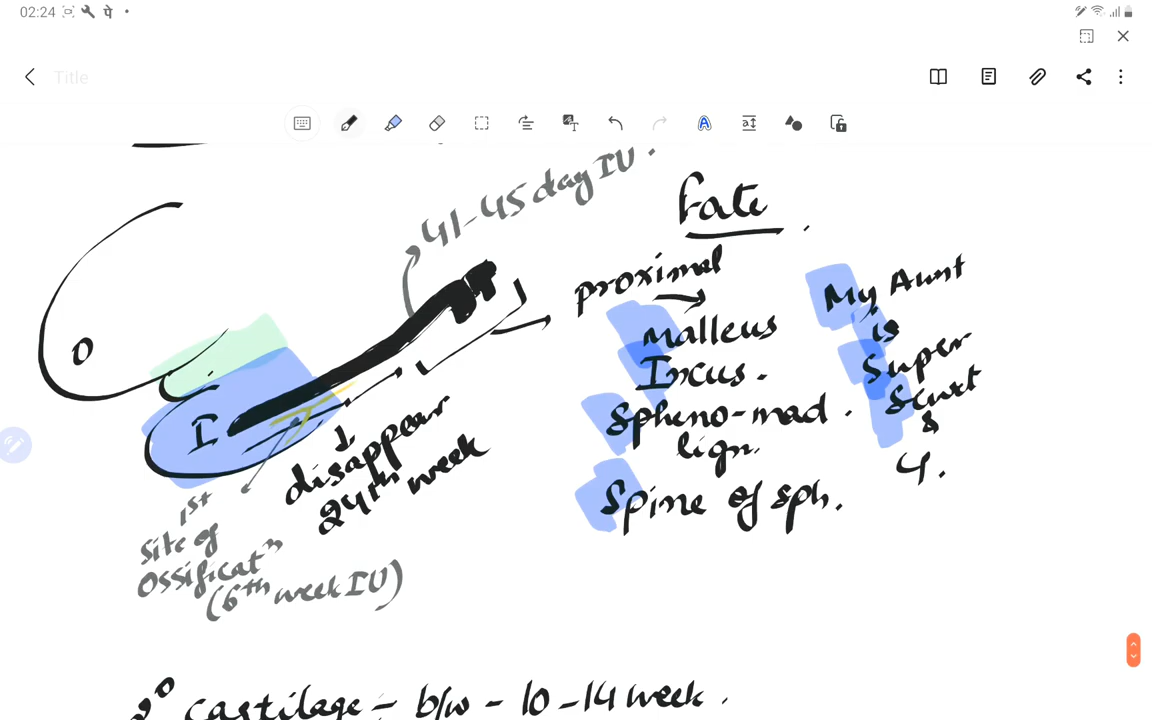 02:24
Title
41-45 day IU.
Fate
O
proximal
My Aunt
is
Malleus
Super
Incus.
I
Spheno-mad.
lign.
disappear
24th week
4.
Spine of sph.
1st
site of
ossificatn
(6th week IU)
2° cartilage - b/w - 10-14 week.